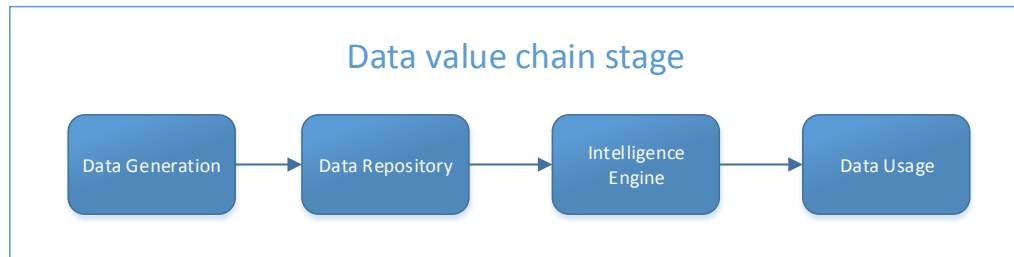 Data value chain stage
Data Generation
Data Repository
Intelligence
Engine
Data Usage